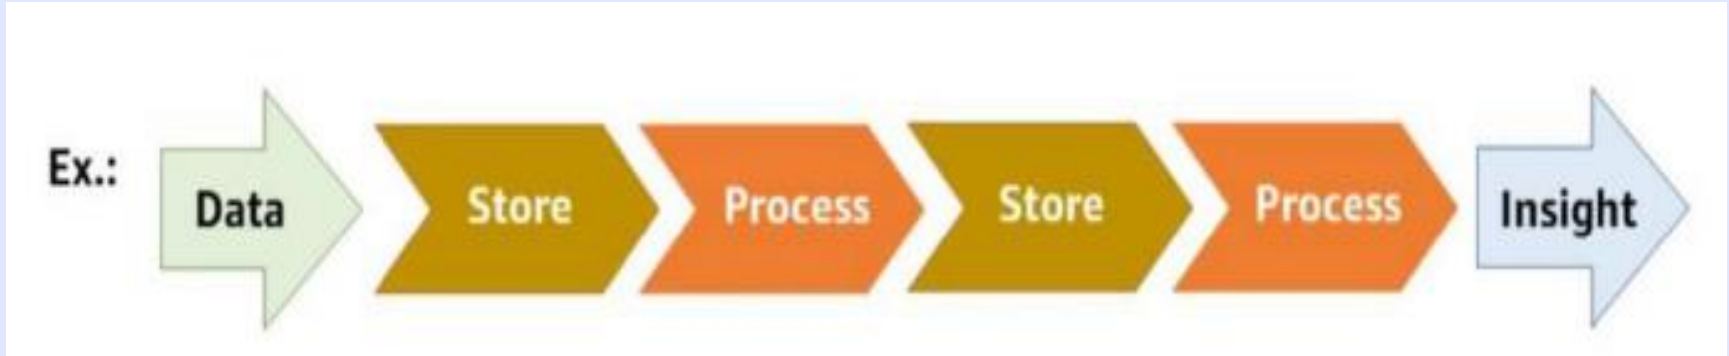 Ex.:
Data
Store
Process
Store
Process
Insight